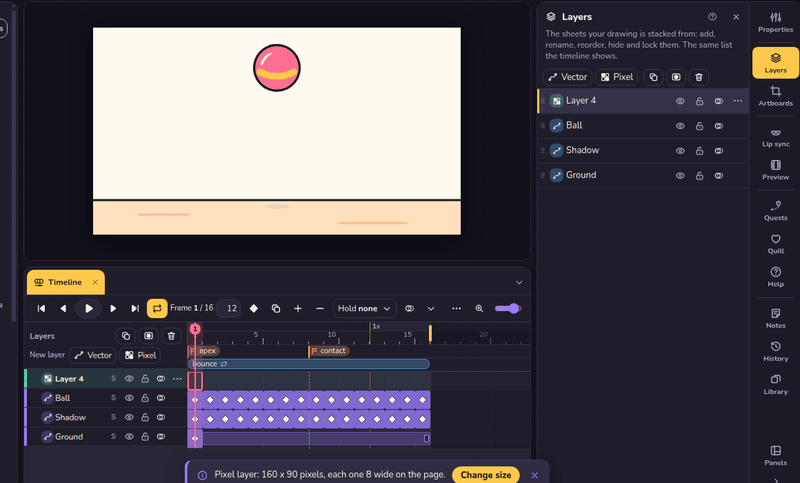 Layers
The sheets your drawing is stacked from: add,
rename, reorder, hide and lock them. The same list
the timeline shows.
Vector
Pixel
Layer 4
Ball
Shadow
Ground
Properties
Layers
Artboards
Lip sync
Preview
Quests
Quill
Help
Notes
History
Library
Panels
Timeline
Frame 1 / 16
12
Hold none
Layers
1
5
10
15
20
1s
New layer
Vector
Pixel
apex
contact
bounce
Layer 4 S
Ball S
Shadow S
Ground S
Pixel layer: 160 x 90 pixels, each one 8 wide on the page.
Change size